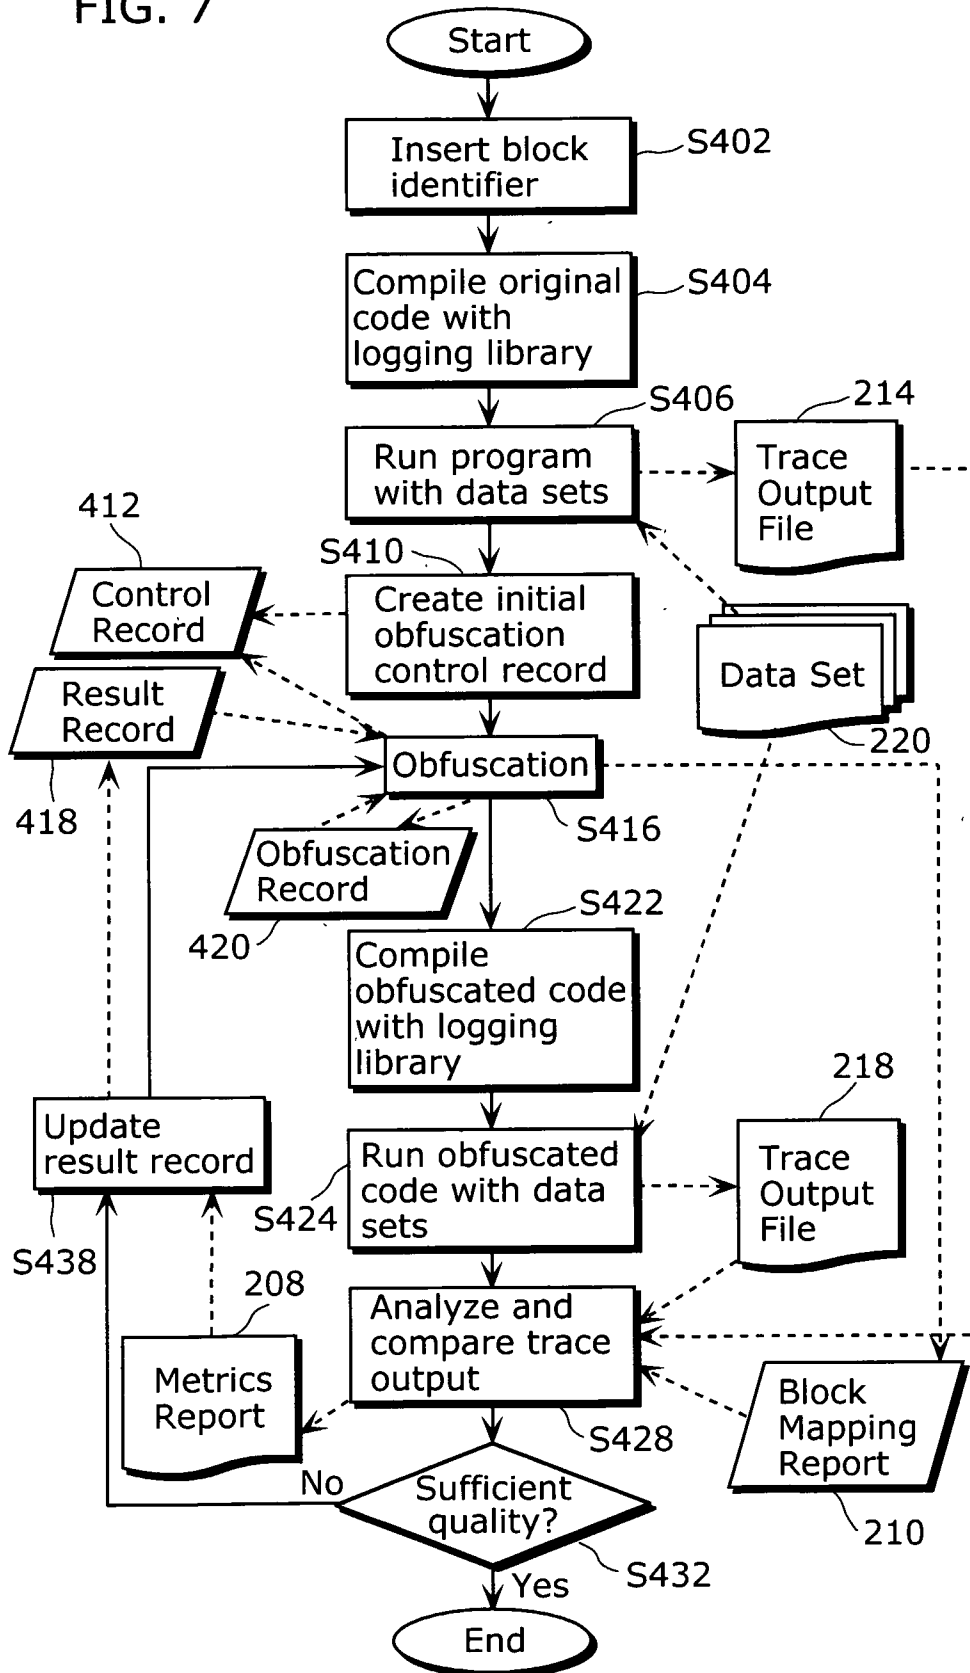 FIG. 7
Start
Insert block
identifier
S402
Compile original
code with
logging library
S404
S406
Run program
with data sets
214
Trace
Output
File
412
Control
Record
S410
Create initial
obfuscation
control record
Data Set
220
Result
Record
418
Obfuscation
S416
Obfuscation
Record
420
S422
Compile
obfuscated code
with logging
library
218
Update
result record
S438
Run obfuscated
code with data
sets
S424
Trace
Output
File
208
Metrics
Report
Analyze and
compare trace
output
S428
Block
Mapping
Report
210
No
Sufficient
quality?
S432
Yes
End